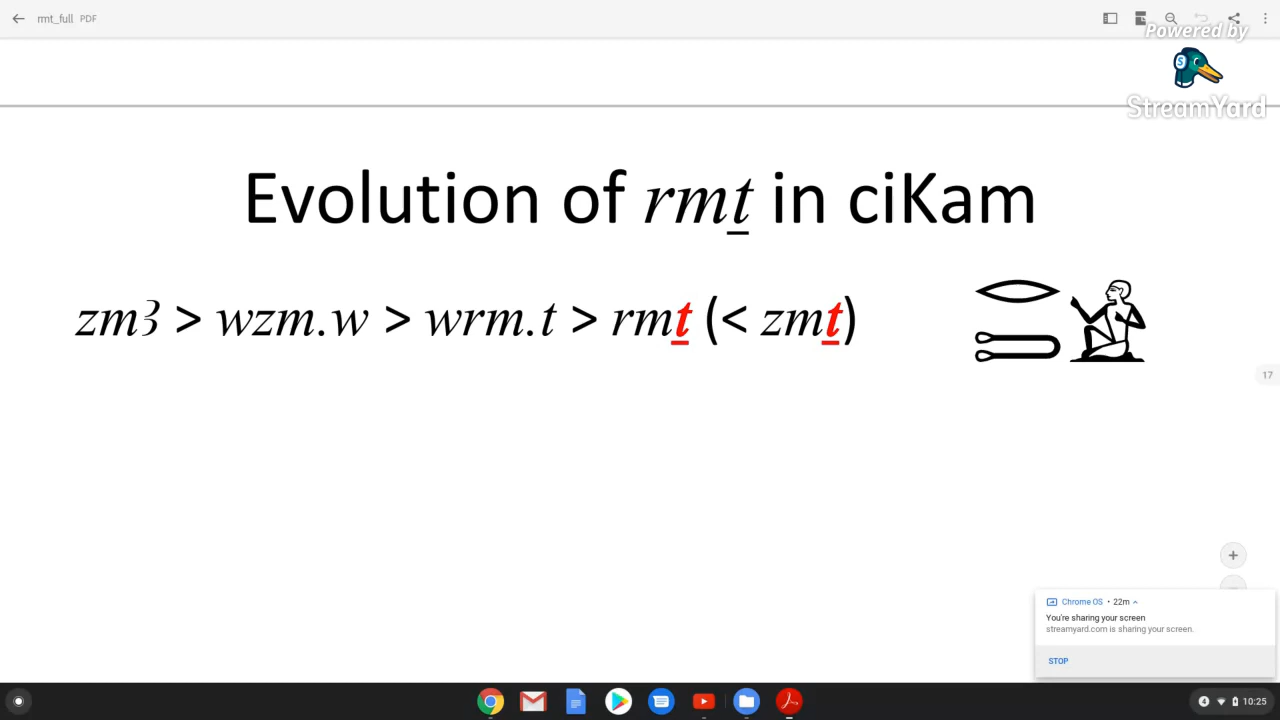 rmt_full PDF
Powered by
StreamYard
Evolution of rmṯ in ciKam
zmꜣ > wzm.w > wrm.t > rmṯ (< zmṯ)
17
Chrome OS • 22m
You're sharing your screen
streamyard.com is sharing your screen.
STOP
4 10:25